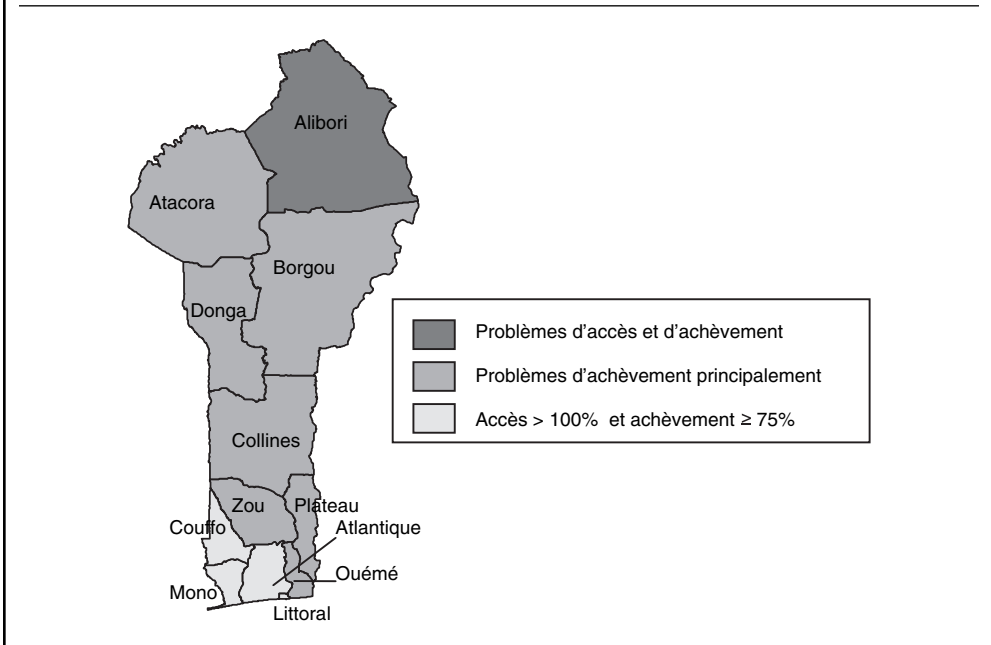 Alibori
Atacora
Borgou
Donga
Problèmes d'accès et d'achèvement
Problèmes d'achèvement principalement
Accès > 100% et achèvement ≥ 75%
Collines
Zou
Plateau
Couffo
Atlantique
Ouémé
Mono
Littoral